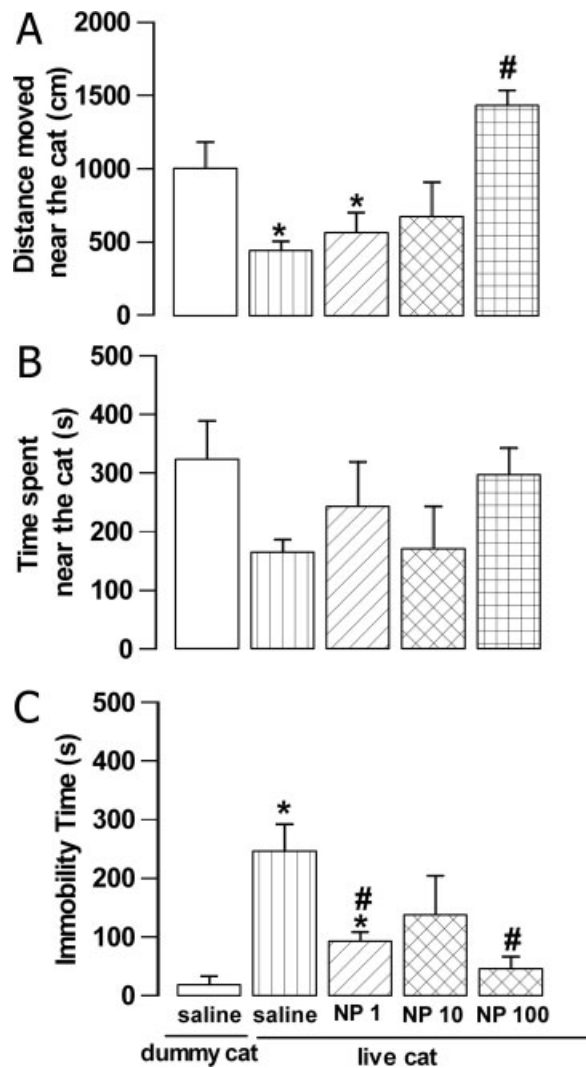 A
Distance moved
near the cat (cm)
2000
1500
1000
500
0
*
*
#
B
Time spent
near the cat (s)
500
400
300
200
100
0
C
Immobility Time (s)
500
400
300
200
100
0
*
#
*
#
saline saline NP 1 NP 10 NP 100
dummy cat live cat